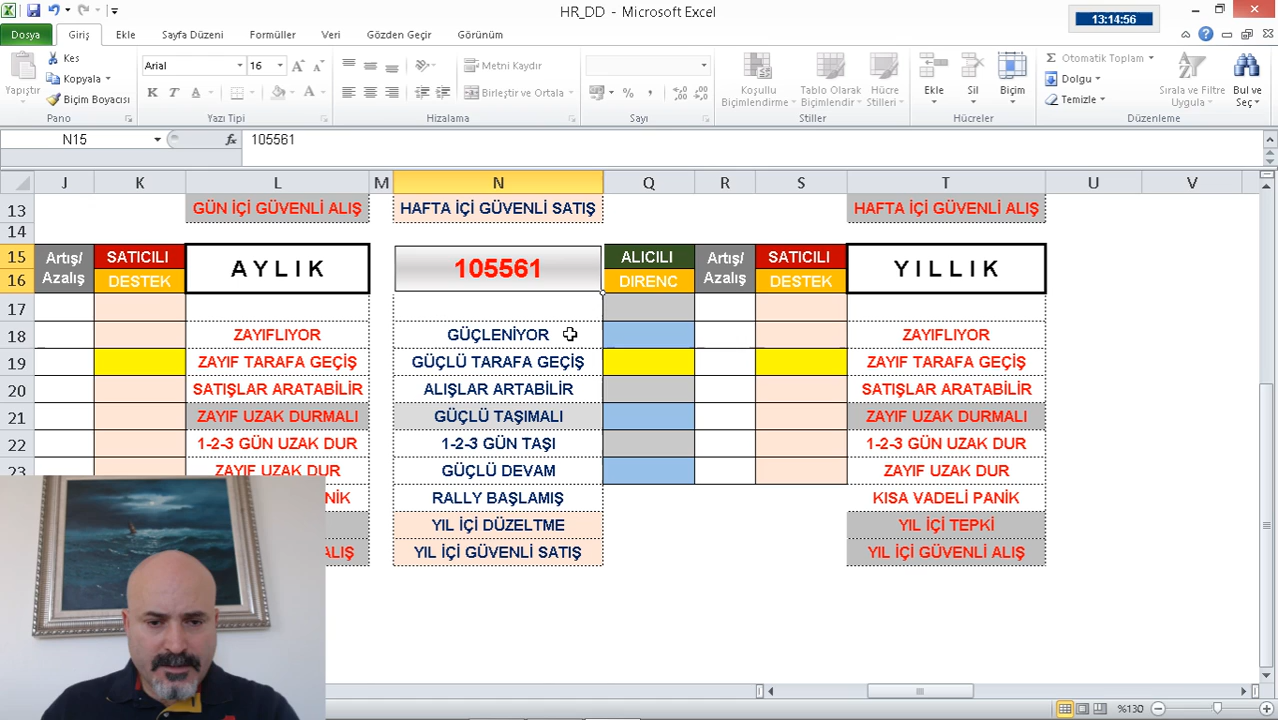 HR_DD - Microsoft Excel
13:14:56
Dosya Giriş Ekle Sayfa Düzeni Formüller Veri Gözden Geçir Görünüm
Yapıştır
Kes
Kopyala
Biçim Boyacısı
Pano
Arial 16
K T A
Yazı Tipi
Metni Kaydır
Birleştir ve Ortala
Hizalama
% ,
Sayı
Koşullu Biçimlendirme
Tablo Olarak Biçimlendir
Hücre Stilleri
Stiller
Ekle Sil Biçim
Hücreler
Otomatik Toplam
Dolgu
Temizle
Sırala ve Filtre Uygula
Bul ve Seç
Düzenleme
N15 fx 105561
J K L M N Q R S T U V
13 GÜN İÇİ GÜVENLİ ALIŞ HAFTA İÇİ GÜVENLİ SATIŞ HAFTA İÇİ GÜVENLİ ALIŞ
14
15 Artış/ SATICILI A Y L I K 105561 ALICILI Artış/ SATICILI Y I L L I K
16 Azalış DESTEK DIRENC Azalış DESTEK
17
18 ZAYIFLIYOR GÜÇLENİYOR ZAYIFLIYOR
19 ZAYIF TARAFA GEÇİŞ GÜÇLÜ TARAFA GEÇİŞ ZAYIF TARAFA GEÇİŞ
20 SATIŞLAR ARATABİLİR ALIŞLAR ARTABİLİR SATIŞLAR ARATABİLİR
21 ZAYIF UZAK DURMALI GÜÇLÜ TAŞIMALI ZAYIF UZAK DURMALI
22 1-2-3 GÜN UZAK DUR 1-2-3 GÜN TAŞI 1-2-3 GÜN UZAK DUR
23 ZAYIF UZAK DUR GÜÇLÜ DEVAM ZAYIF UZAK DUR
NİK RALLY BAŞLAMIŞ KISA VADELİ PANİK
YIL İÇİ DÜZELTME YIL İÇİ TEPKİ
ALIŞ YIL İÇİ GÜVENLİ SATIŞ YIL İÇİ GÜVENLİ ALIŞ
%130